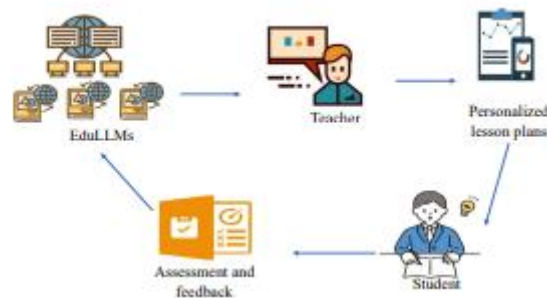 EduLLMs
Teacher
Personalized
lesson plans
Assessment and
feedback
Student